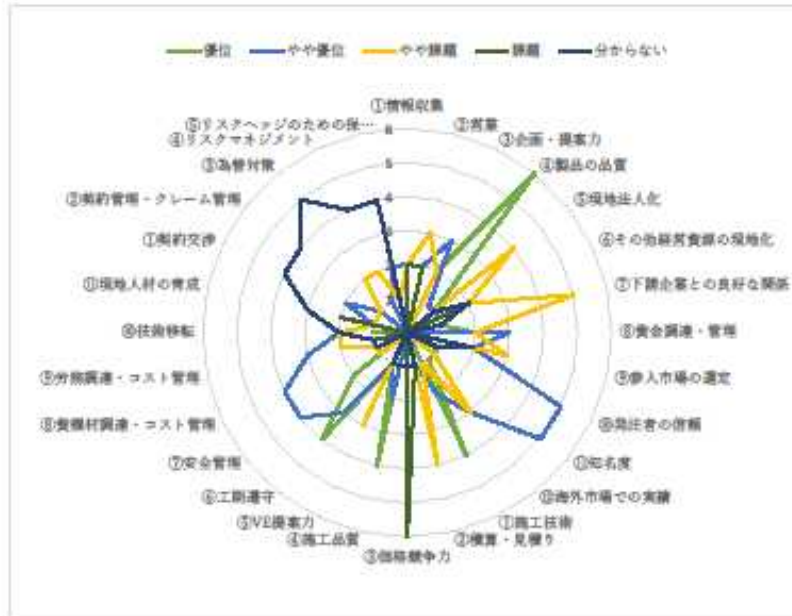 優位 やや優位 やや課題 課題 分からない
①情報収集
②営業
③企画・提案力
④製品の品質
⑤現地法人化
⑥その他経営資源の現地化
⑦下請企業との良好な関係
⑧資金調達・管理
⑨参入市場の選定
⑩発注者の信頼
⑪知名度
⑫海外市場での実績
①施工技術
②積算・見積り
③価格競争力
④施工品質
⑤VE提案力
⑥工期遵守
⑦安全管理
⑧資機材調達・コスト管理
⑨労務調達・コスト管理
⑩技術移転
⑪現地人材の育成
①契約交渉
②契約管理・クレーム管理
③為替対策
④リスクマネジメント
⑤リスクヘッジのための保…
6
5
4
3